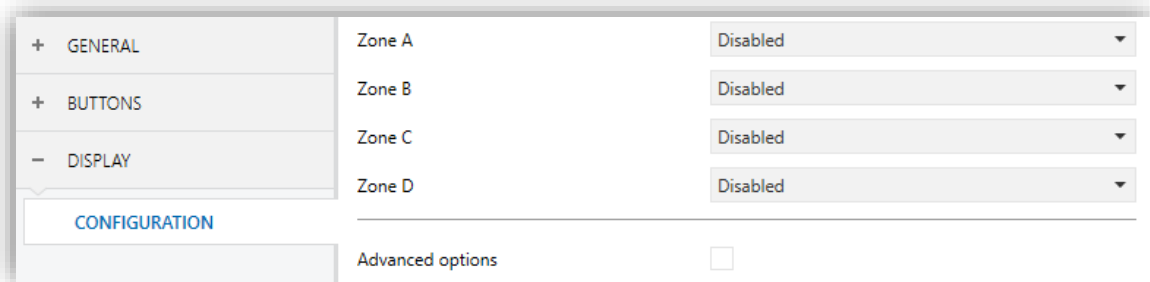 + GENERAL
+ BUTTONS
− DISPLAY
CONFIGURATION
Zone A Disabled
Zone B Disabled
Zone C Disabled
Zone D Disabled
Advanced options